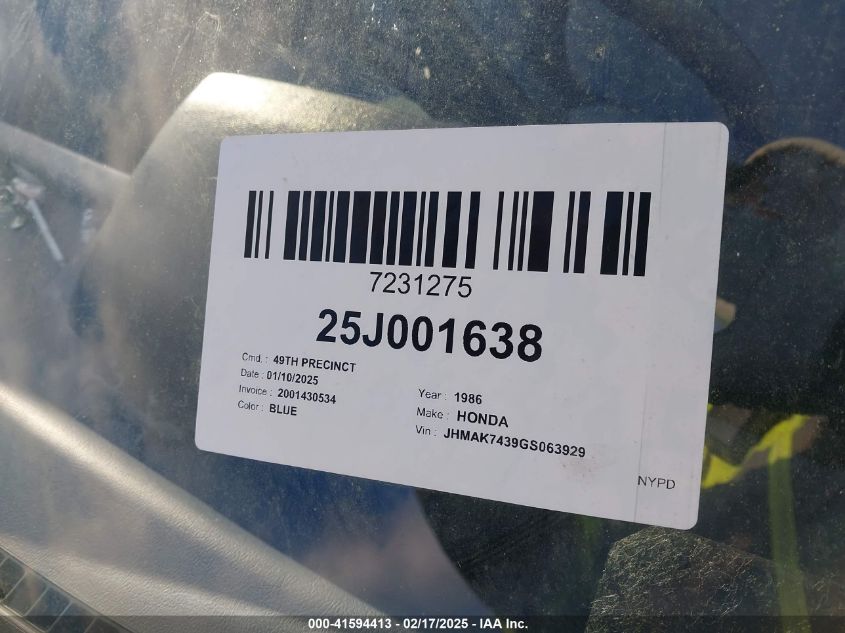 7231275
25J001638
Cmd. : 49TH PRECINCT
Date : 01/10/2025
Invoice : 2001430534
Color : BLUE
Year : 1986
Make : HONDA
Vin : JHMAK7439GS063929
NYPD
000-41594413 - 02/17/2025 - IAA Inc.